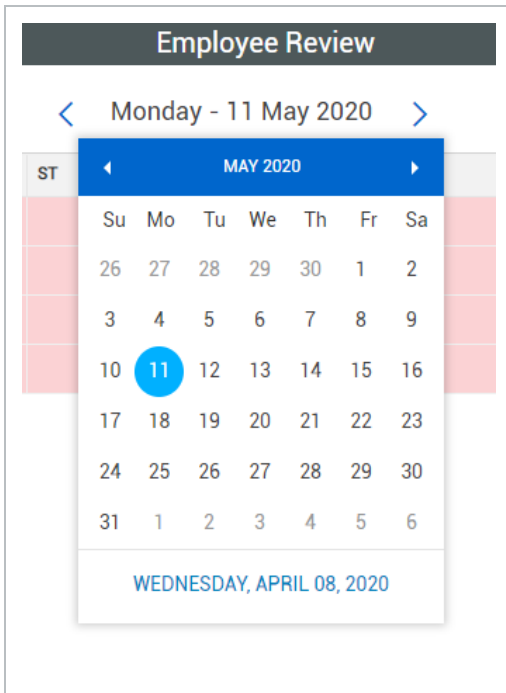 Employee Review
Monday - 11 May 2020
ST
MAY 2020
Su Mo Tu We Th Fr Sa
26 27 28 29 30 1 2
3 4 5 6 7 8 9
10 11 12 13 14 15 16
17 18 19 20 21 22 23
24 25 26 27 28 29 30
31 1 2 3 4 5 6
WEDNESDAY, APRIL 08, 2020